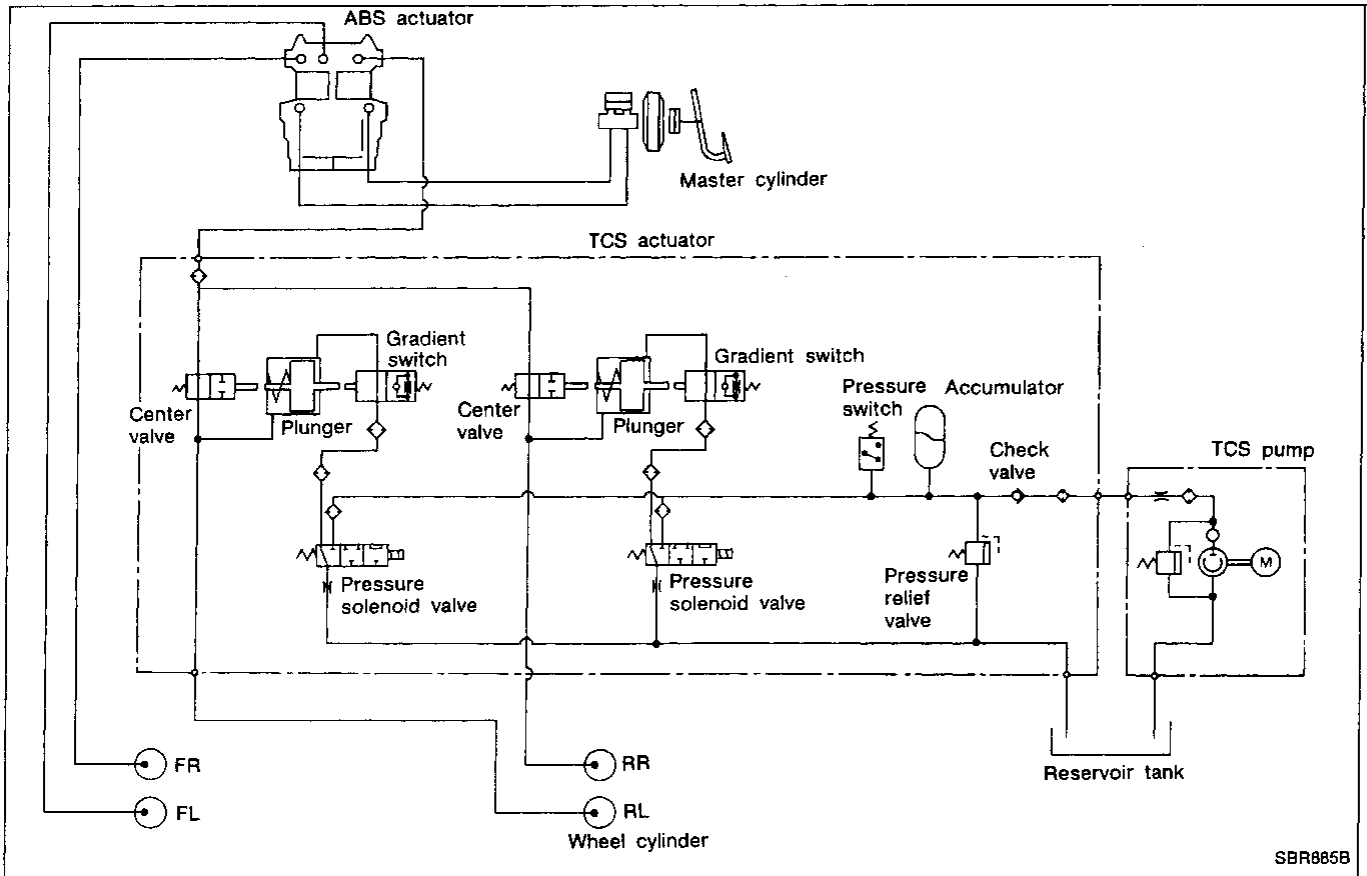 ABS actuator
Master cylinder
TCS actuator
Gradient
switch
Gradient switch
Pressure
switch
Accumulator
Center
valve
Plunger
Center
valve
Plunger
Check
valve
TCS pump
M
Pressure
solenoid valve
Pressure
solenoid valve
Pressure
relief
valve
Reservoir tank
FR
FL
RR
RL
Wheel cylinder
SBR885B